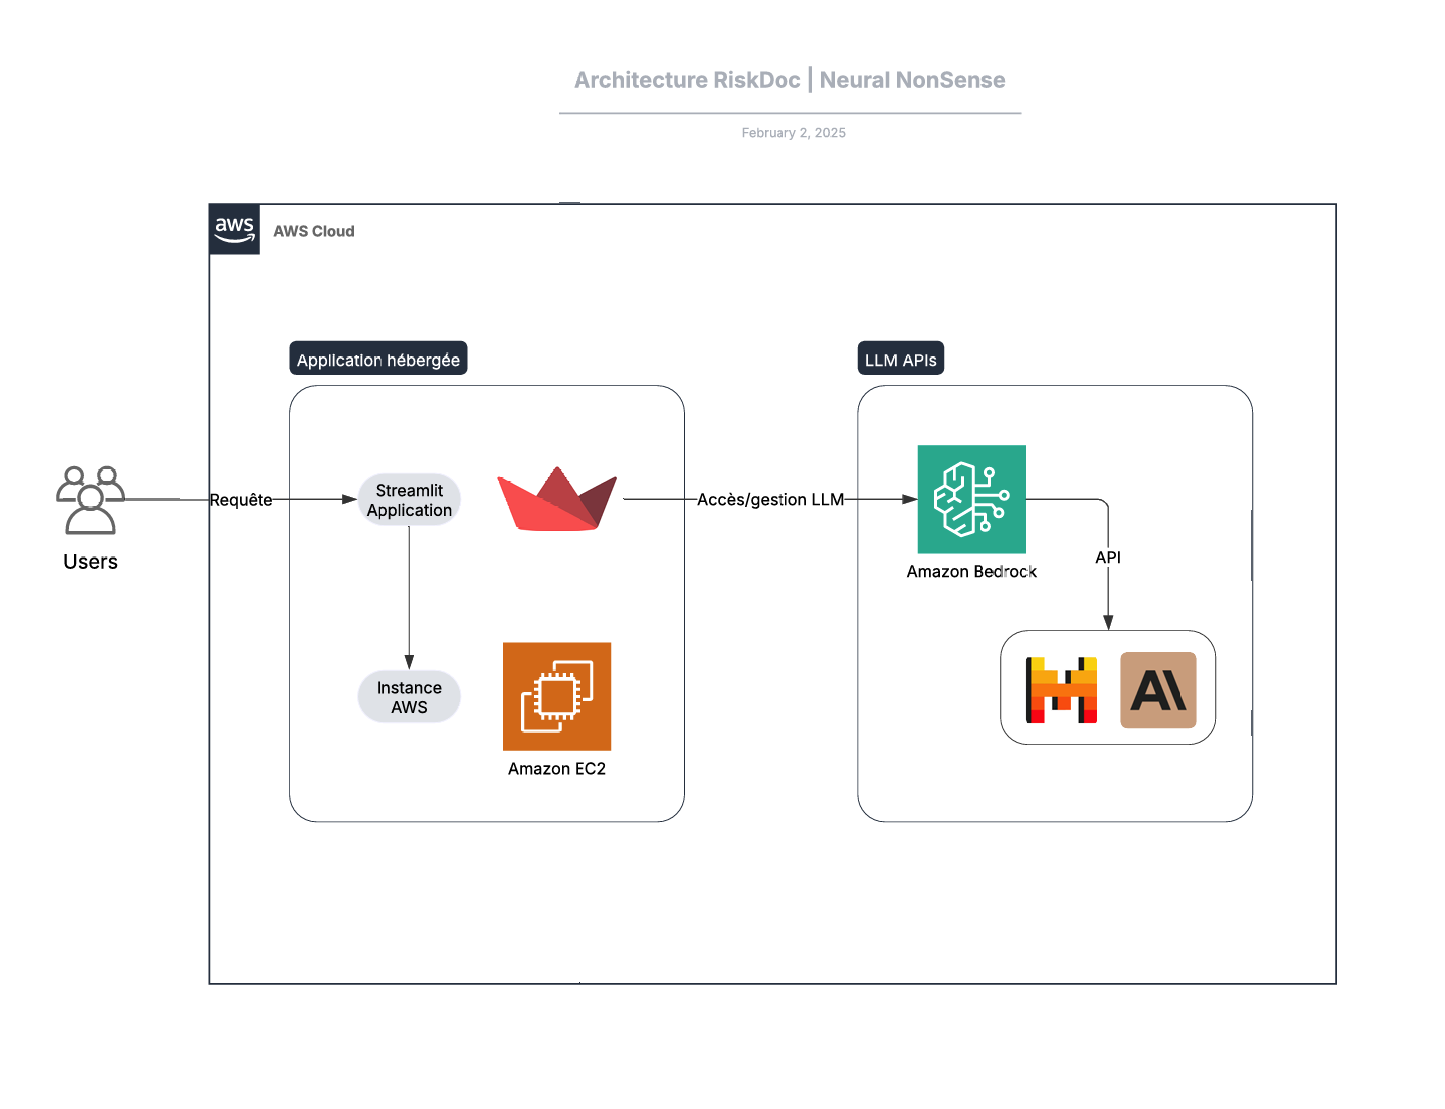 Architecture RiskDoc | Neural NonSense
February 2, 2025
aws
AWS Cloud
Application hébergée
LLM APIs
Users
Requête
Streamlit
Application
Accès/gestion LLM
Amazon Bedrock
API
Instance
AWS
Amazon EC2